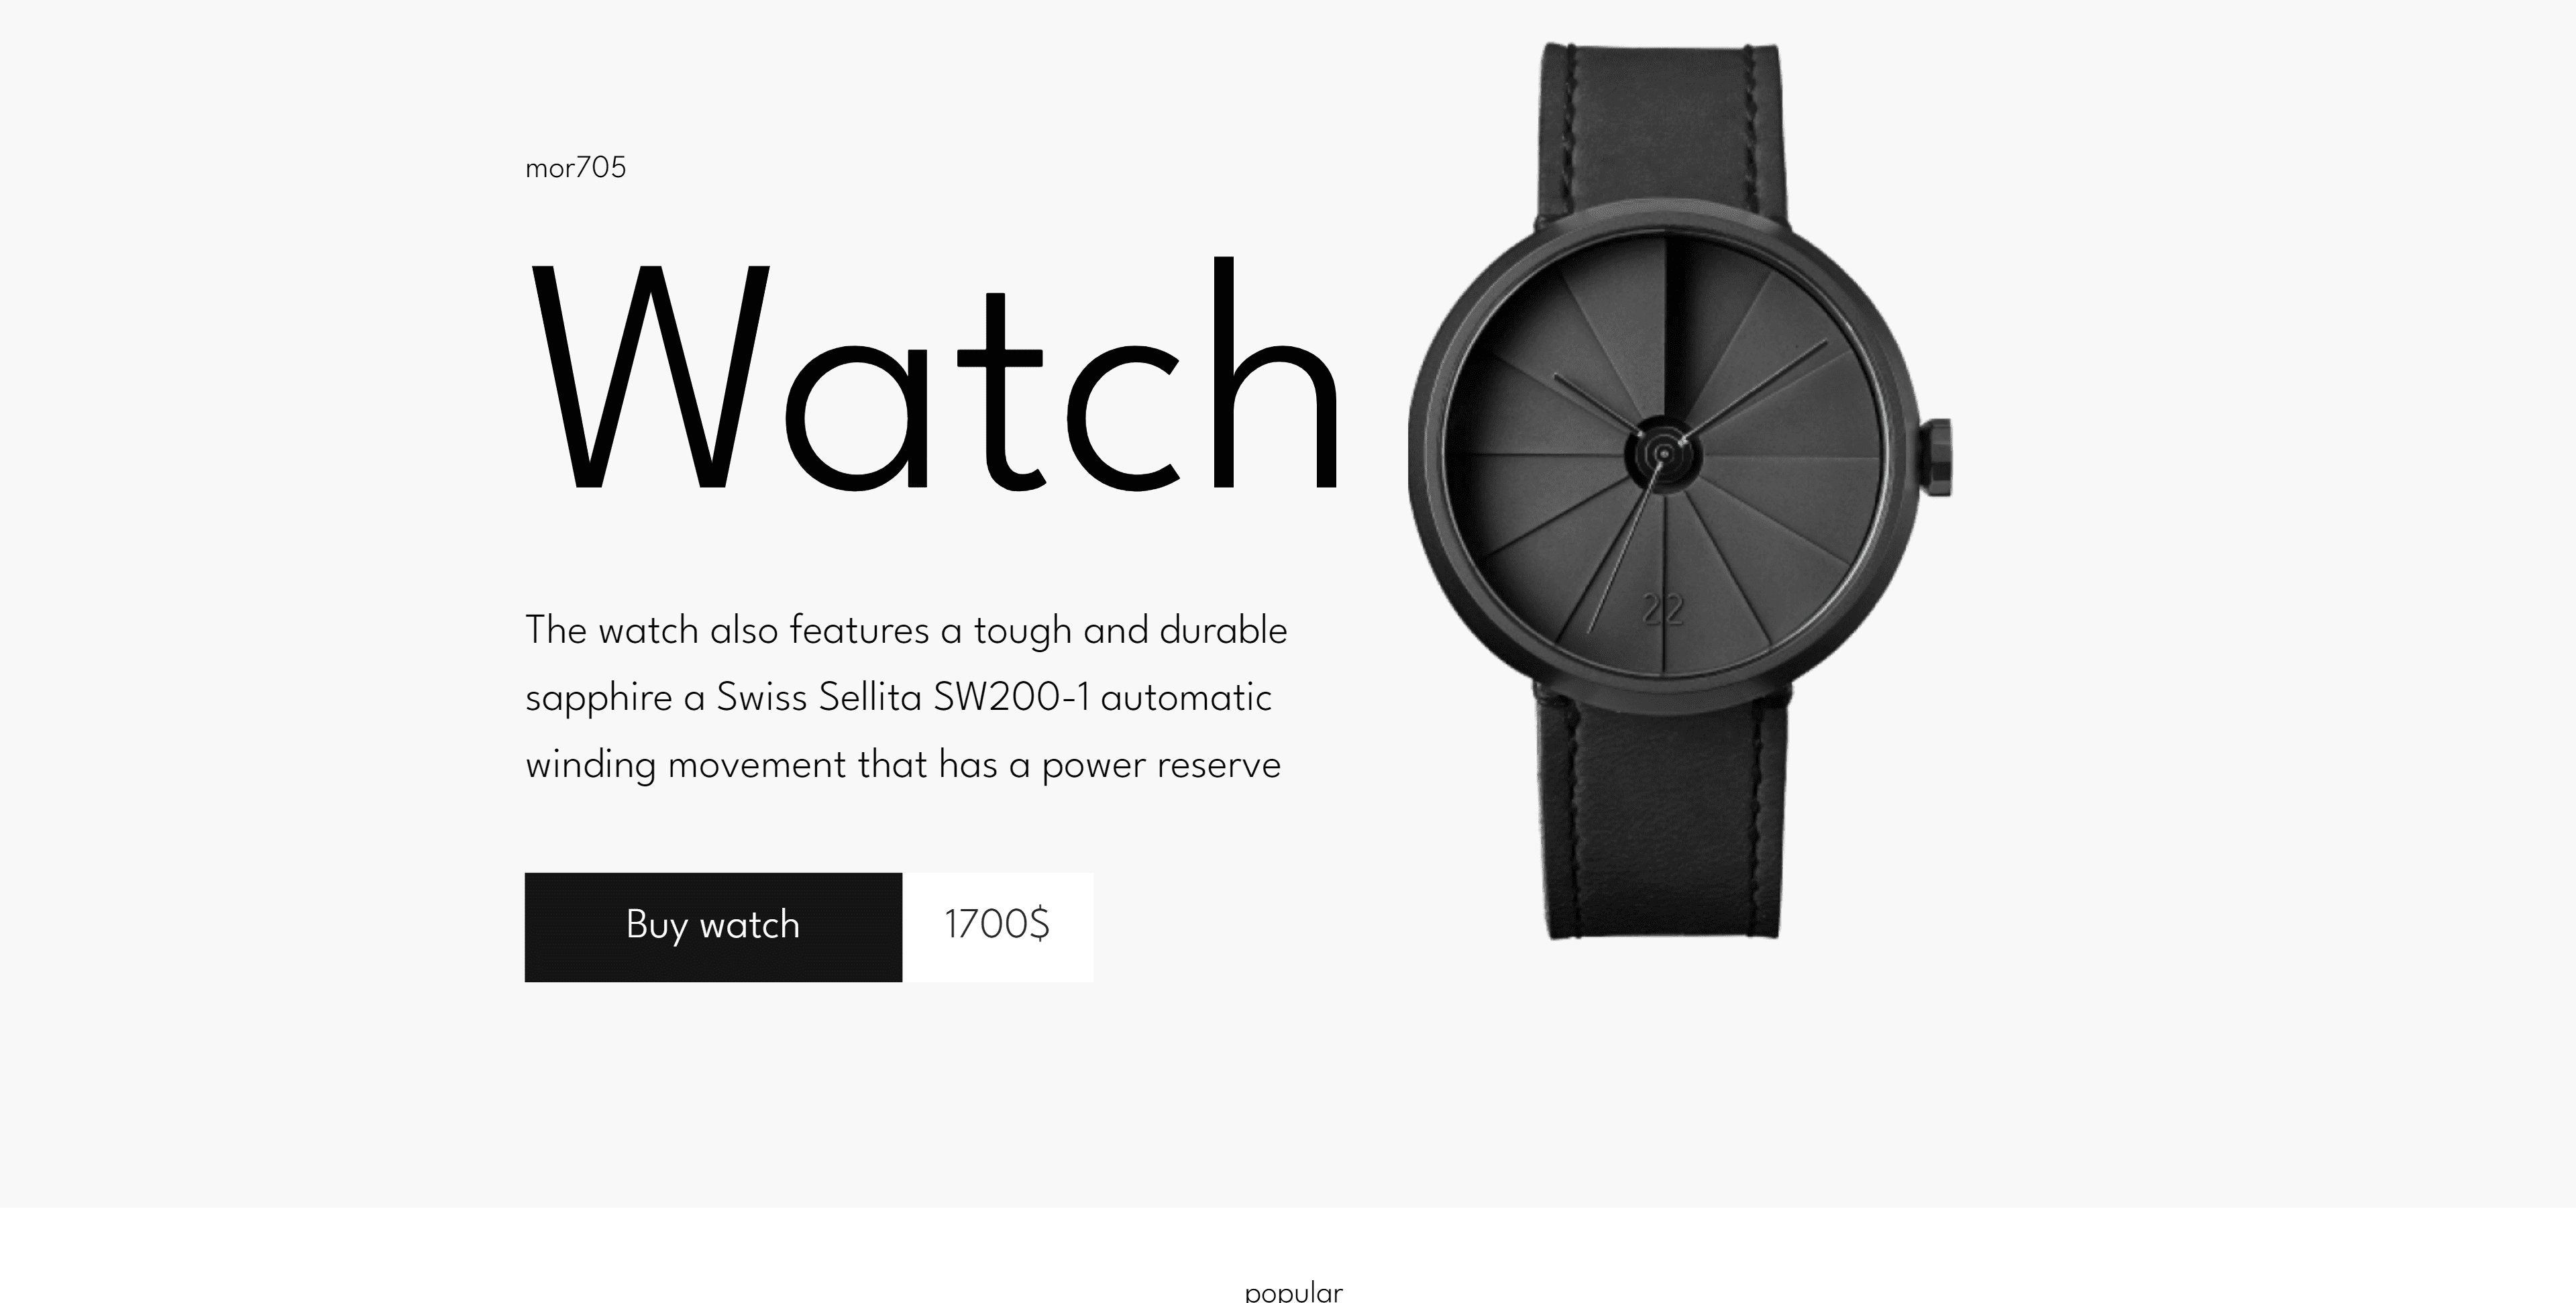 mor705
Watch
The watch also features a tough and durable
sapphire a Swiss Sellita SW200-1 automatic
winding movement that has a power reserve
Buy watch 1700$
22
popular